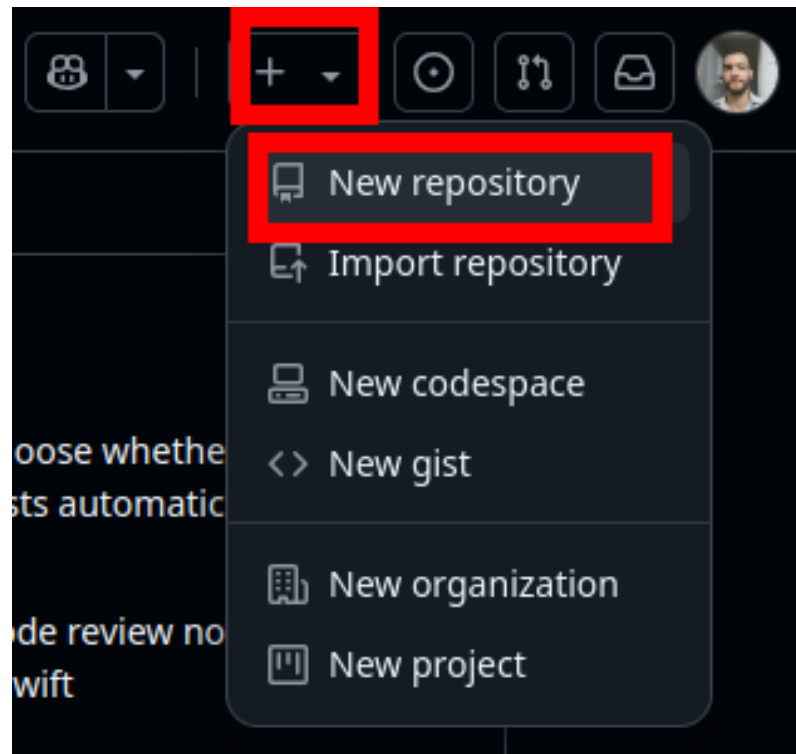 New repository
Import repository
New codespace
New gist
New organization
New project
oose whethe
sts automatic
ode review no
wift